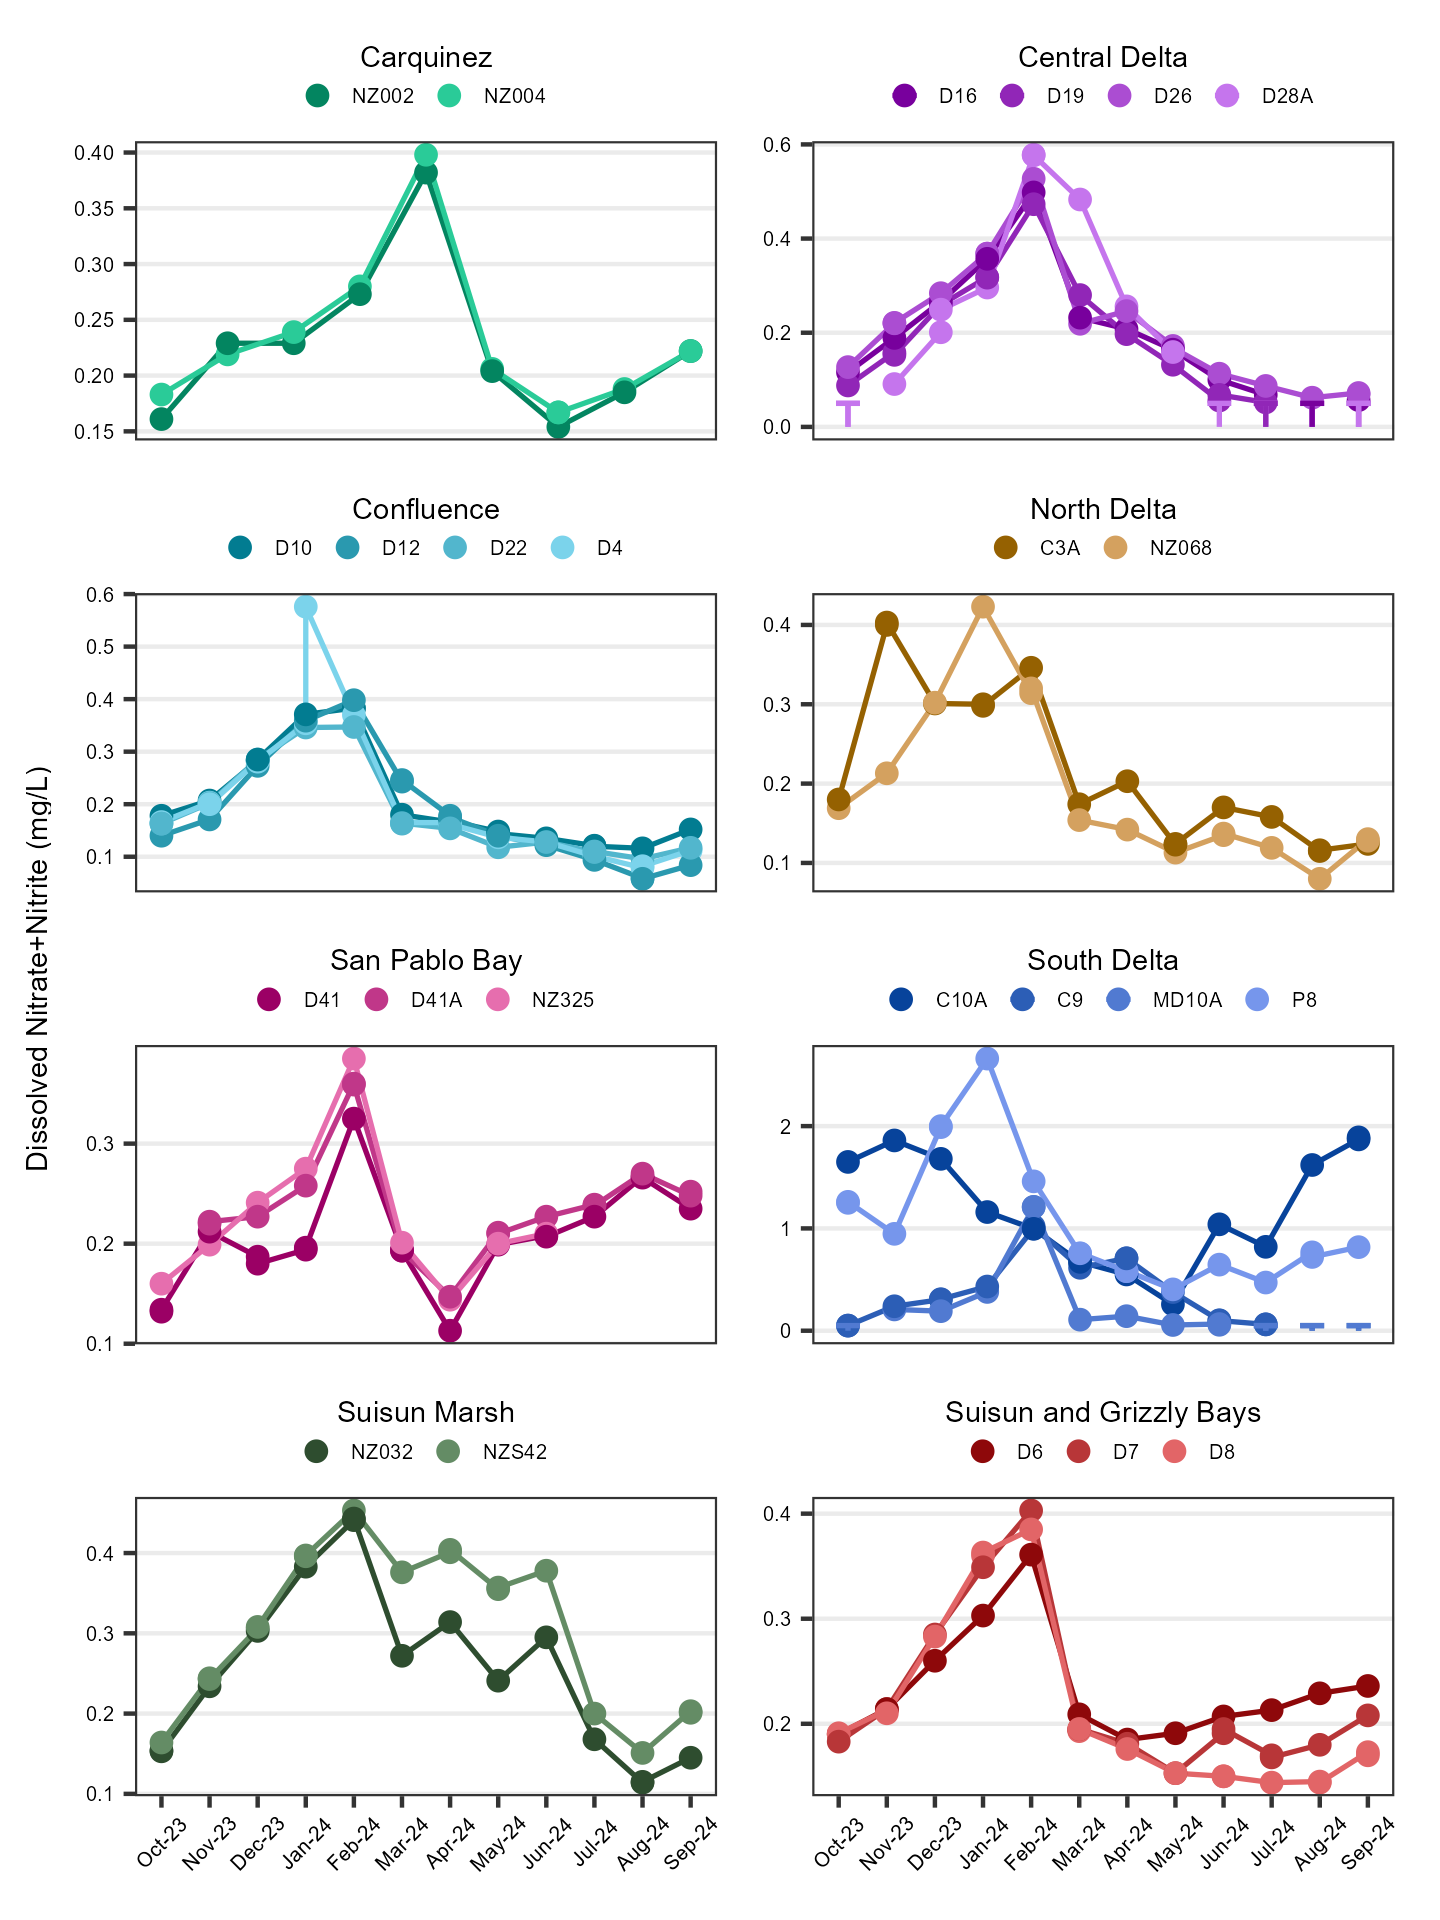 Carquinez
NZ002 NZ004
0.40
0.35
0.30
0.25
0.20
0.15
Central Delta
D16 D19 D26 D28A
0.6
0.4
0.2
0.0
Confluence
D10 D12 D22 D4
0.6
0.5
0.4
0.3
0.2
0.1
North Delta
C3A NZ068
0.4
0.3
0.2
0.1
Dissolved Nitrate+Nitrite (mg/L)
San Pablo Bay
D41 D41A NZ325
0.3
0.2
0.1
South Delta
C10A C9 MD10A P8
2
1
0
Suisun Marsh
NZ032 NZS42
0.4
0.3
0.2
0.1
Oct-23 Nov-23 Dec-23 Jan-24 Feb-24 Mar-24 Apr-24 May-24 Jun-24 Jul-24 Aug-24 Sep-24
Suisun and Grizzly Bays
D6 D7 D8
0.4
0.3
0.2
Oct-23 Nov-23 Dec-23 Jan-24 Feb-24 Mar-24 Apr-24 May-24 Jun-24 Jul-24 Aug-24 Sep-24